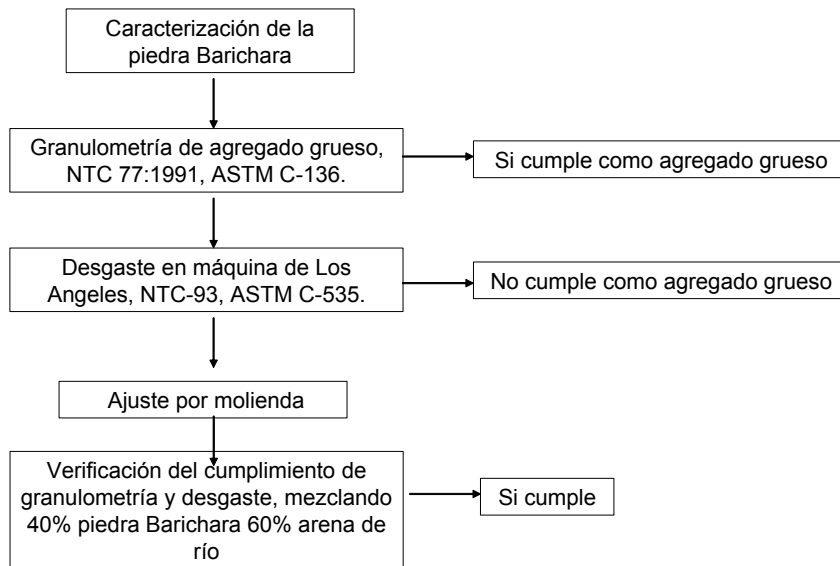 Caracterización de la
piedra Barichara
Granulometría de agregado grueso,
NTC 77:1991, ASTM C-136.
Si cumple como agregado grueso
Desgaste en máquina de Los
Angeles, NTC-93, ASTM C-535.
No cumple como agregado grueso
Ajuste por molienda
Verificación del cumplimiento de
granulometría y desgaste, mezclando
40% piedra Barichara 60% arena de
río
Si cumple